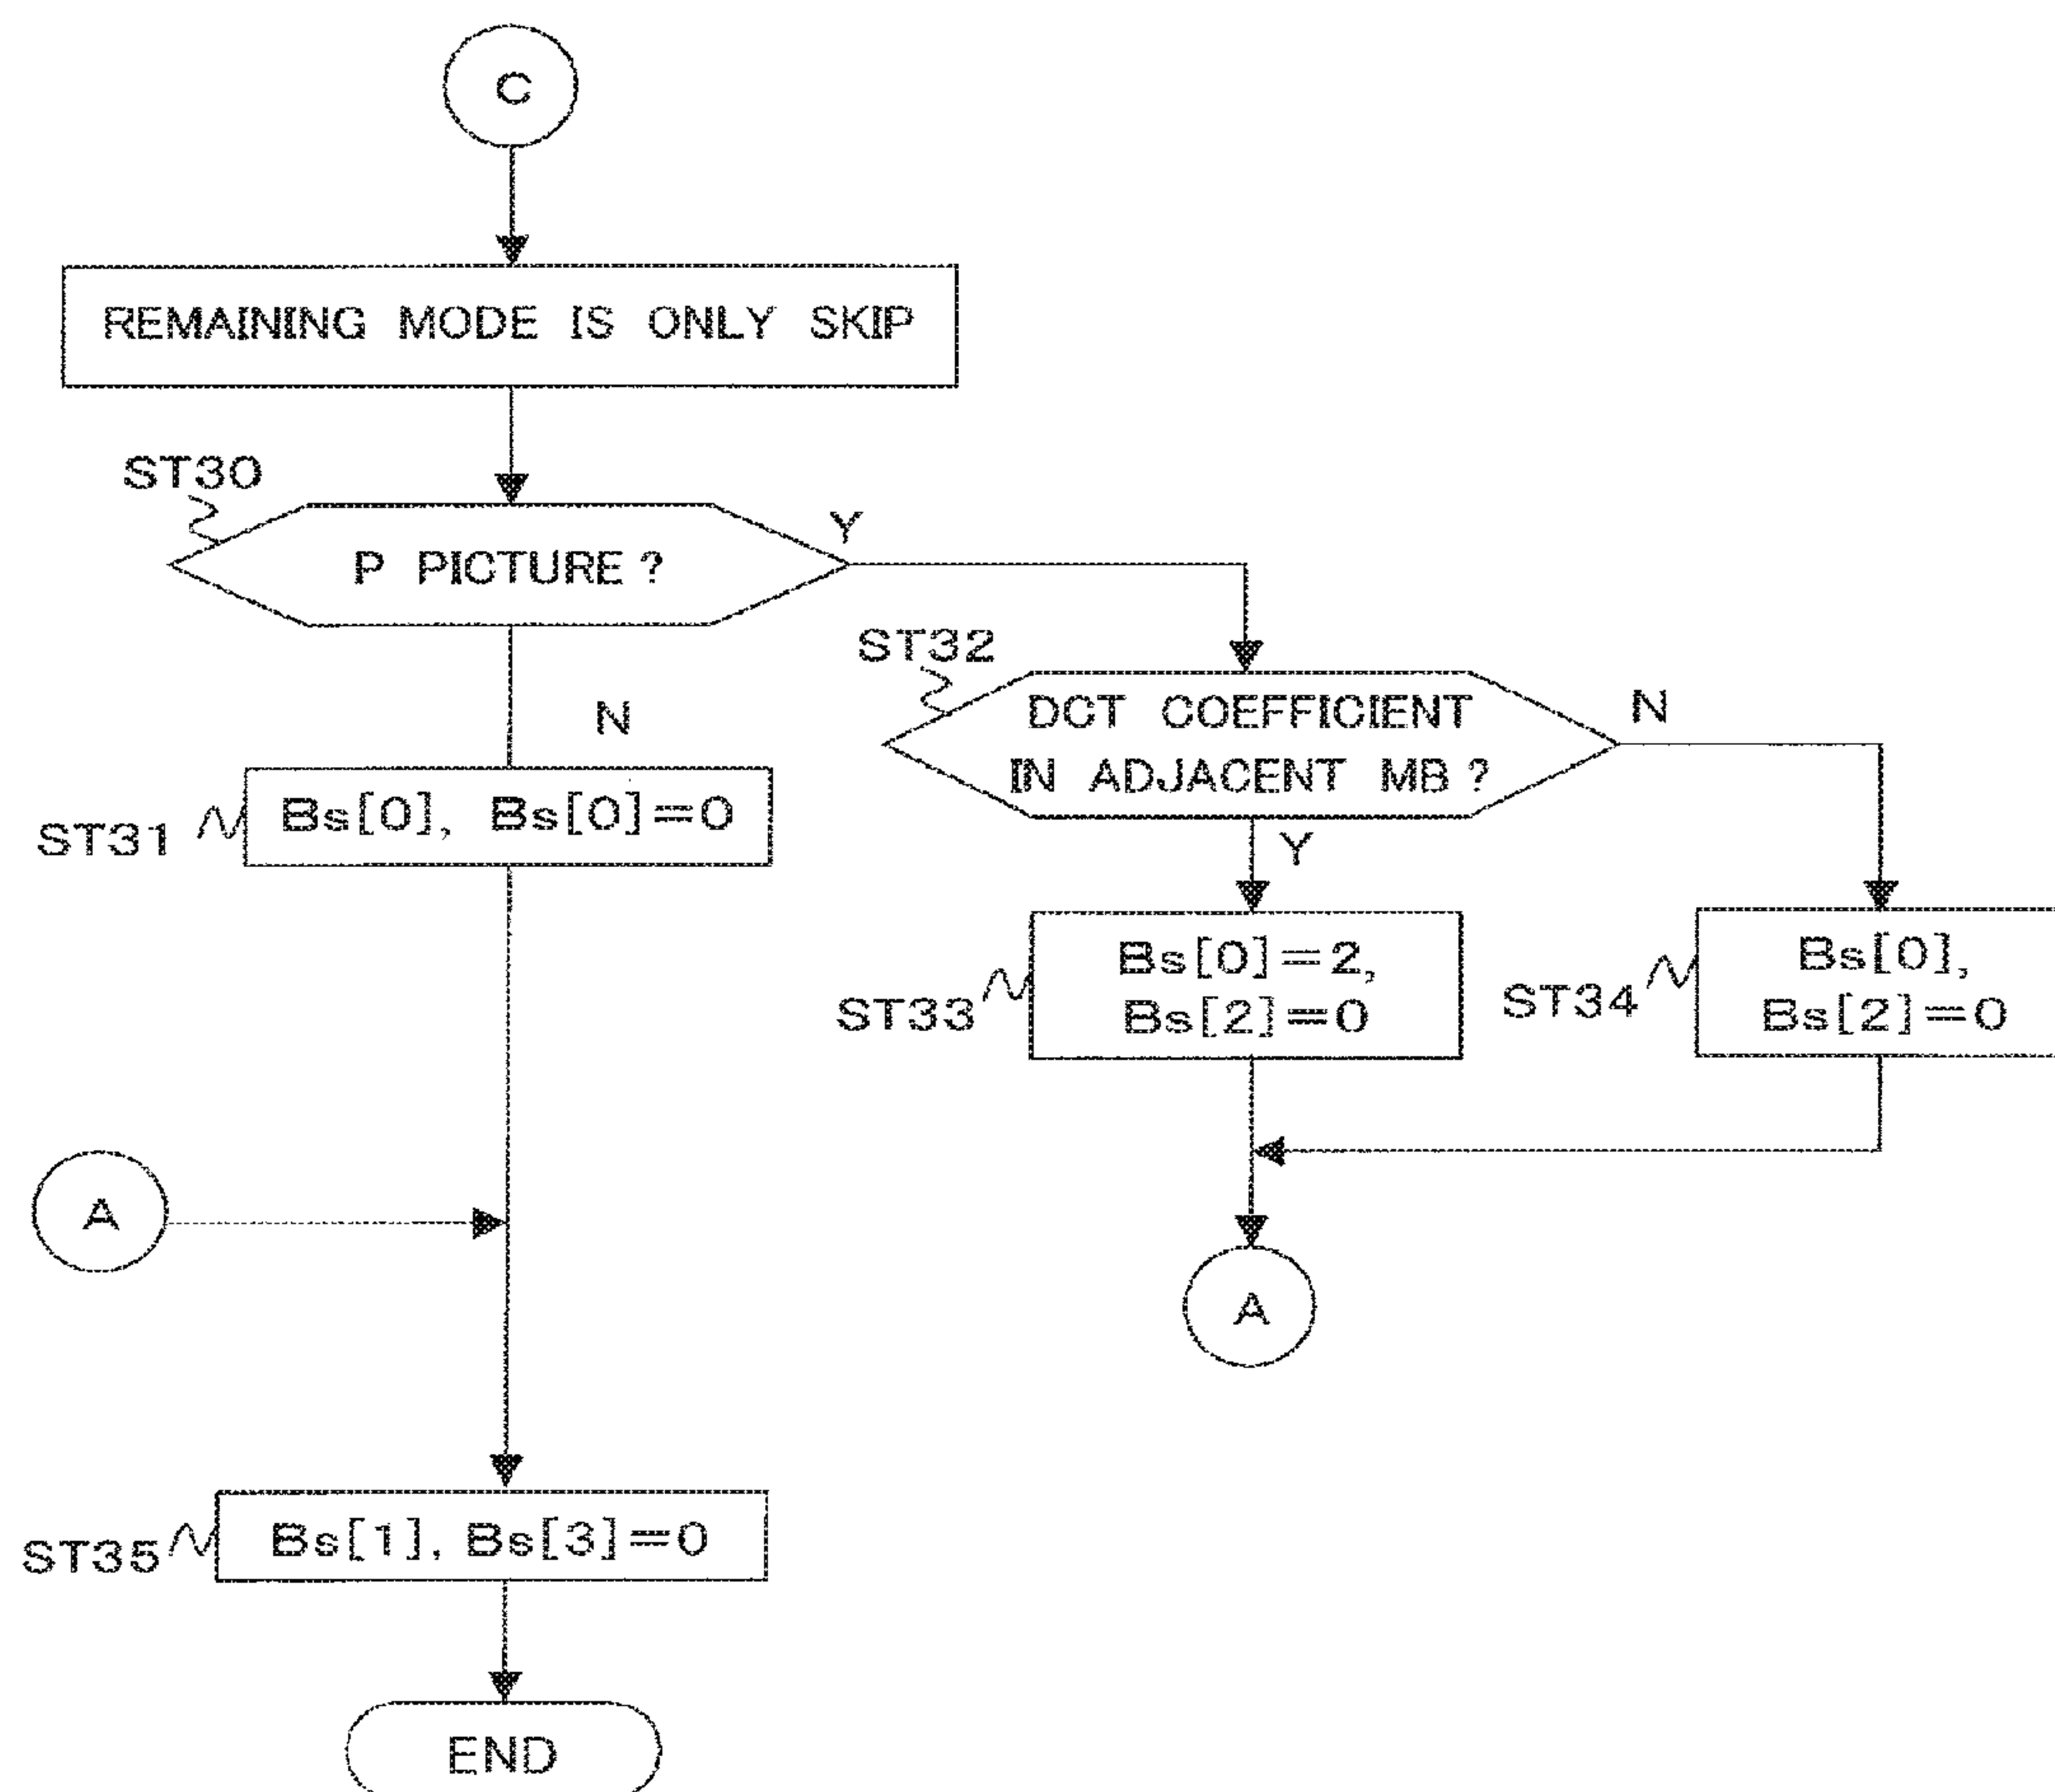 C
REMAINING MODE IS ONLY SKIP
ST30
P PICTURE ?
Y
N
ST32
DCT COEFFICIENT
IN ADJACENT MB ?
N
Y
ST31
Bs[0], Bs[0]=0
ST33
Bs[0]=2,
Bs[2]=0
ST34
Bs[0],
Bs[2]=0
A
A
ST35
Bs[1], Bs[3]=0
END